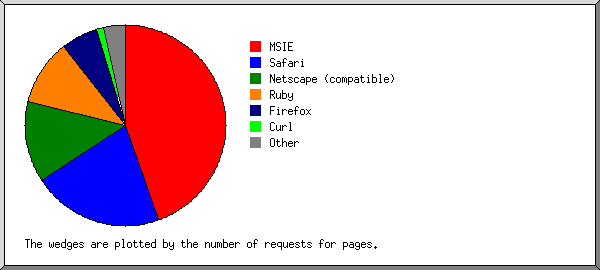 MSIE
Safari
Netscape (compatible)
Ruby
Firefox
Curl
Other
The wedges are plotted by the number of requests for pages.